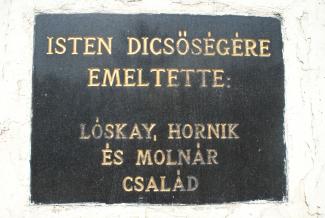 ISTEN DICSŐSÉGÉRE
EMELTETTE:
LÓSKAY, HORNIK
ÉS MOLNÁR
CSALÁD